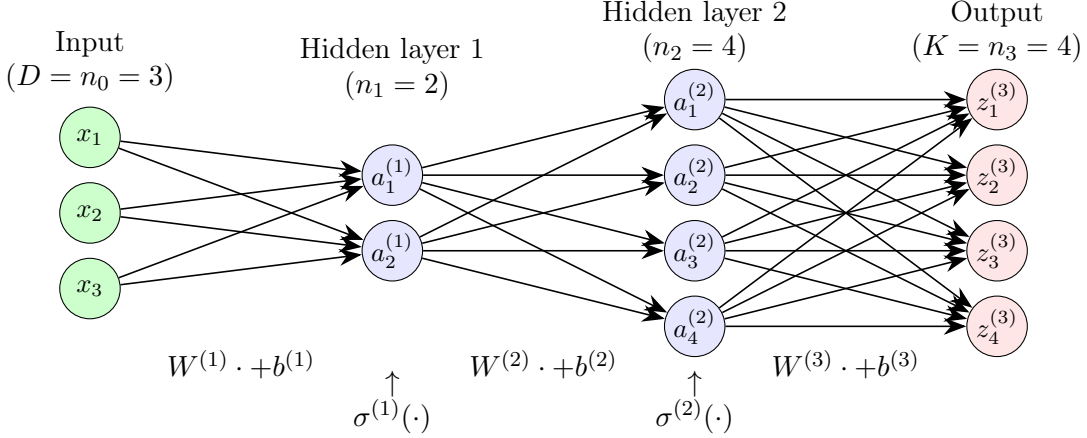 Input
(D = n₀ = 3)
Hidden layer 1
(n₁ = 2)
Hidden layer 2
(n₂ = 4)
Output
(K = n₃ = 4)
x₁
x₂
x₃
a₁⁽¹⁾
a₂⁽¹⁾
a₁⁽²⁾
a₂⁽²⁾
a₃⁽²⁾
a₄⁽²⁾
z₁⁽³⁾
z₂⁽³⁾
z₃⁽³⁾
z₄⁽³⁾
W⁽¹⁾ · +b⁽¹⁾
W⁽²⁾ · +b⁽²⁾
W⁽³⁾ · +b⁽³⁾
↑
σ⁽¹⁾(·)
↑
σ⁽²⁾(·)